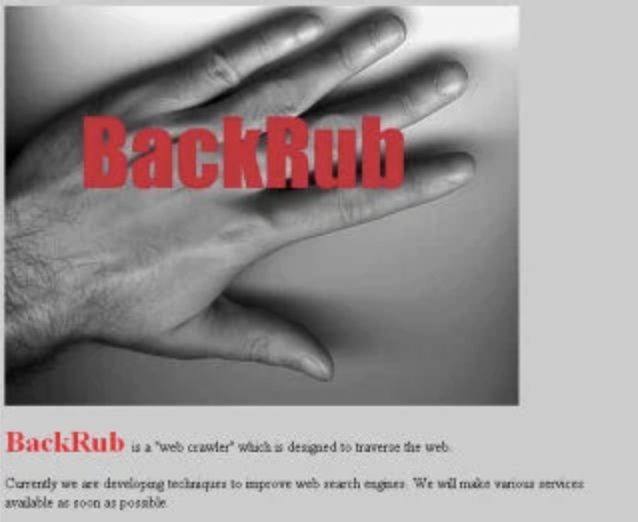 BackRub
BackRub is a "web crawler" which is designed to traverse the web.
Currently we are developing techniques to improve web search engines. We will make various services
available as soon as possible.